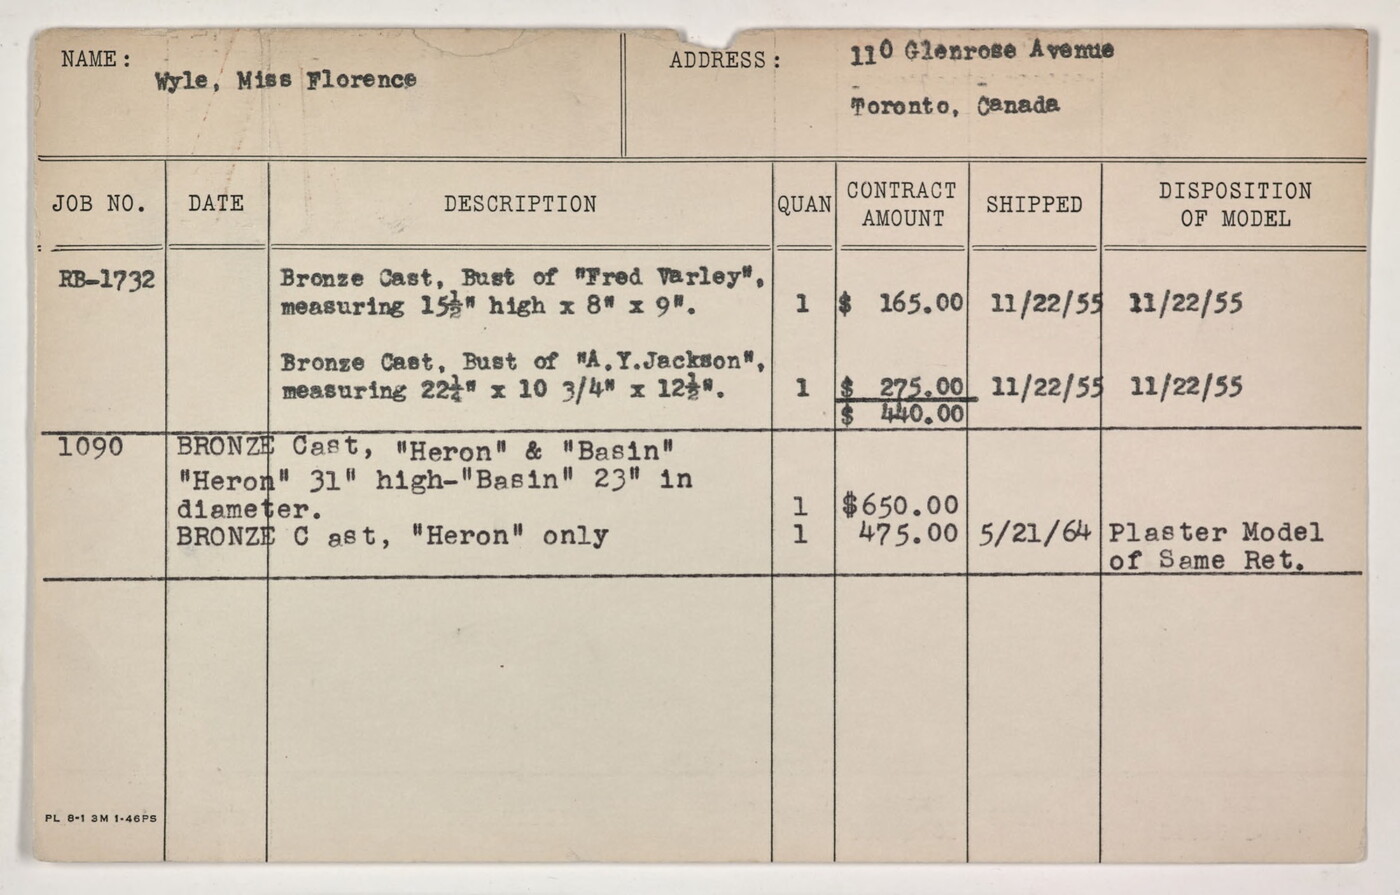 NAME: Wyle, Miss Florence
ADDRESS: 110 Glenrose Avenue
Toronto, Canada
JOB NO. DATE DESCRIPTION QUAN CONTRACT AMOUNT SHIPPED DISPOSITION OF MODEL
RB-1732 Bronze Cast, Bust of "Fred Varley",
measuring 15½" high x 8" x 9". 1 $ 165.00 11/22/55 11/22/55
Bronze Cast, Bust of "A.Y.Jackson",
measuring 22¼" x 10 3/4" x 12½". 1 $ 275.00 11/22/55 11/22/55
$ 440.00
1090 BRONZE Cast, "Heron" & "Basin"
"Heron" 31" high-"Basin" 23" in
diameter. 1 $650.00
BRONZE C ast, "Heron" only 1 475.00 5/21/64 Plaster Model
of Same Ret.
PL 8-1 3M 1-46PS